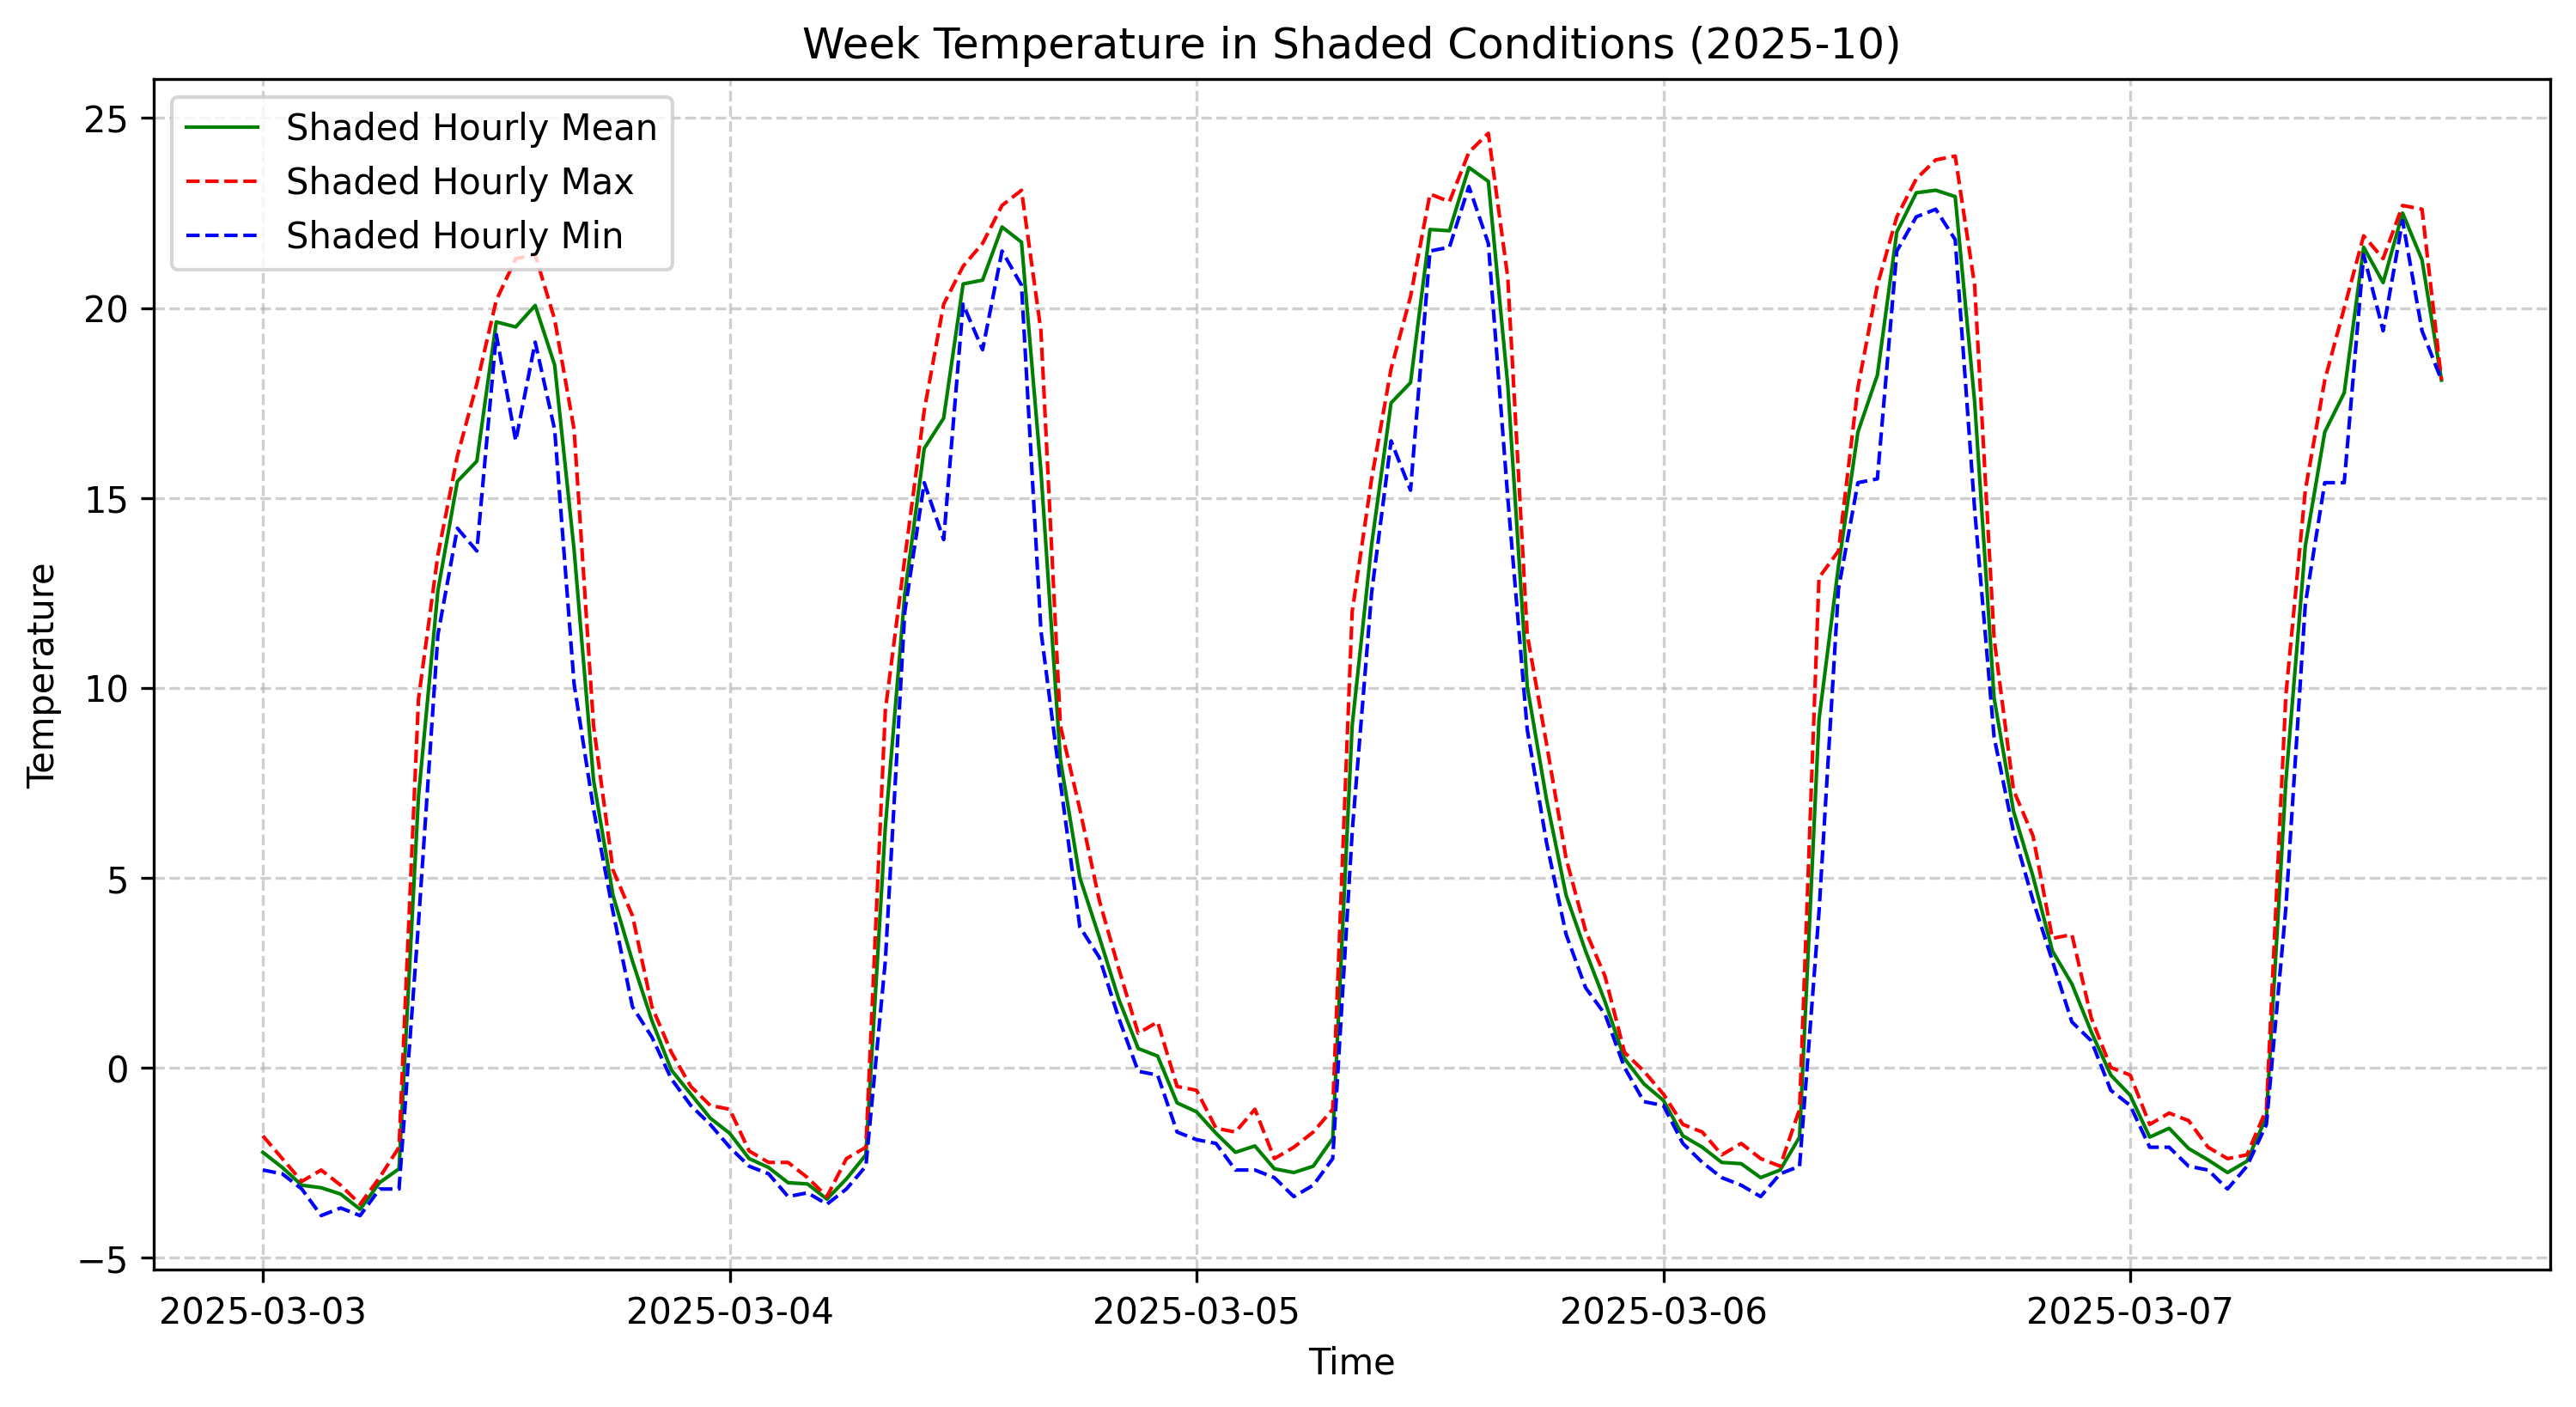 Week Temperature in Shaded Conditions (2025-10)
Shaded Hourly Mean
Shaded Hourly Max
Shaded Hourly Min
25
20
15
10
5
0
−5
Temperature
2025-03-03 2025-03-04 2025-03-05 2025-03-06 2025-03-07
Time